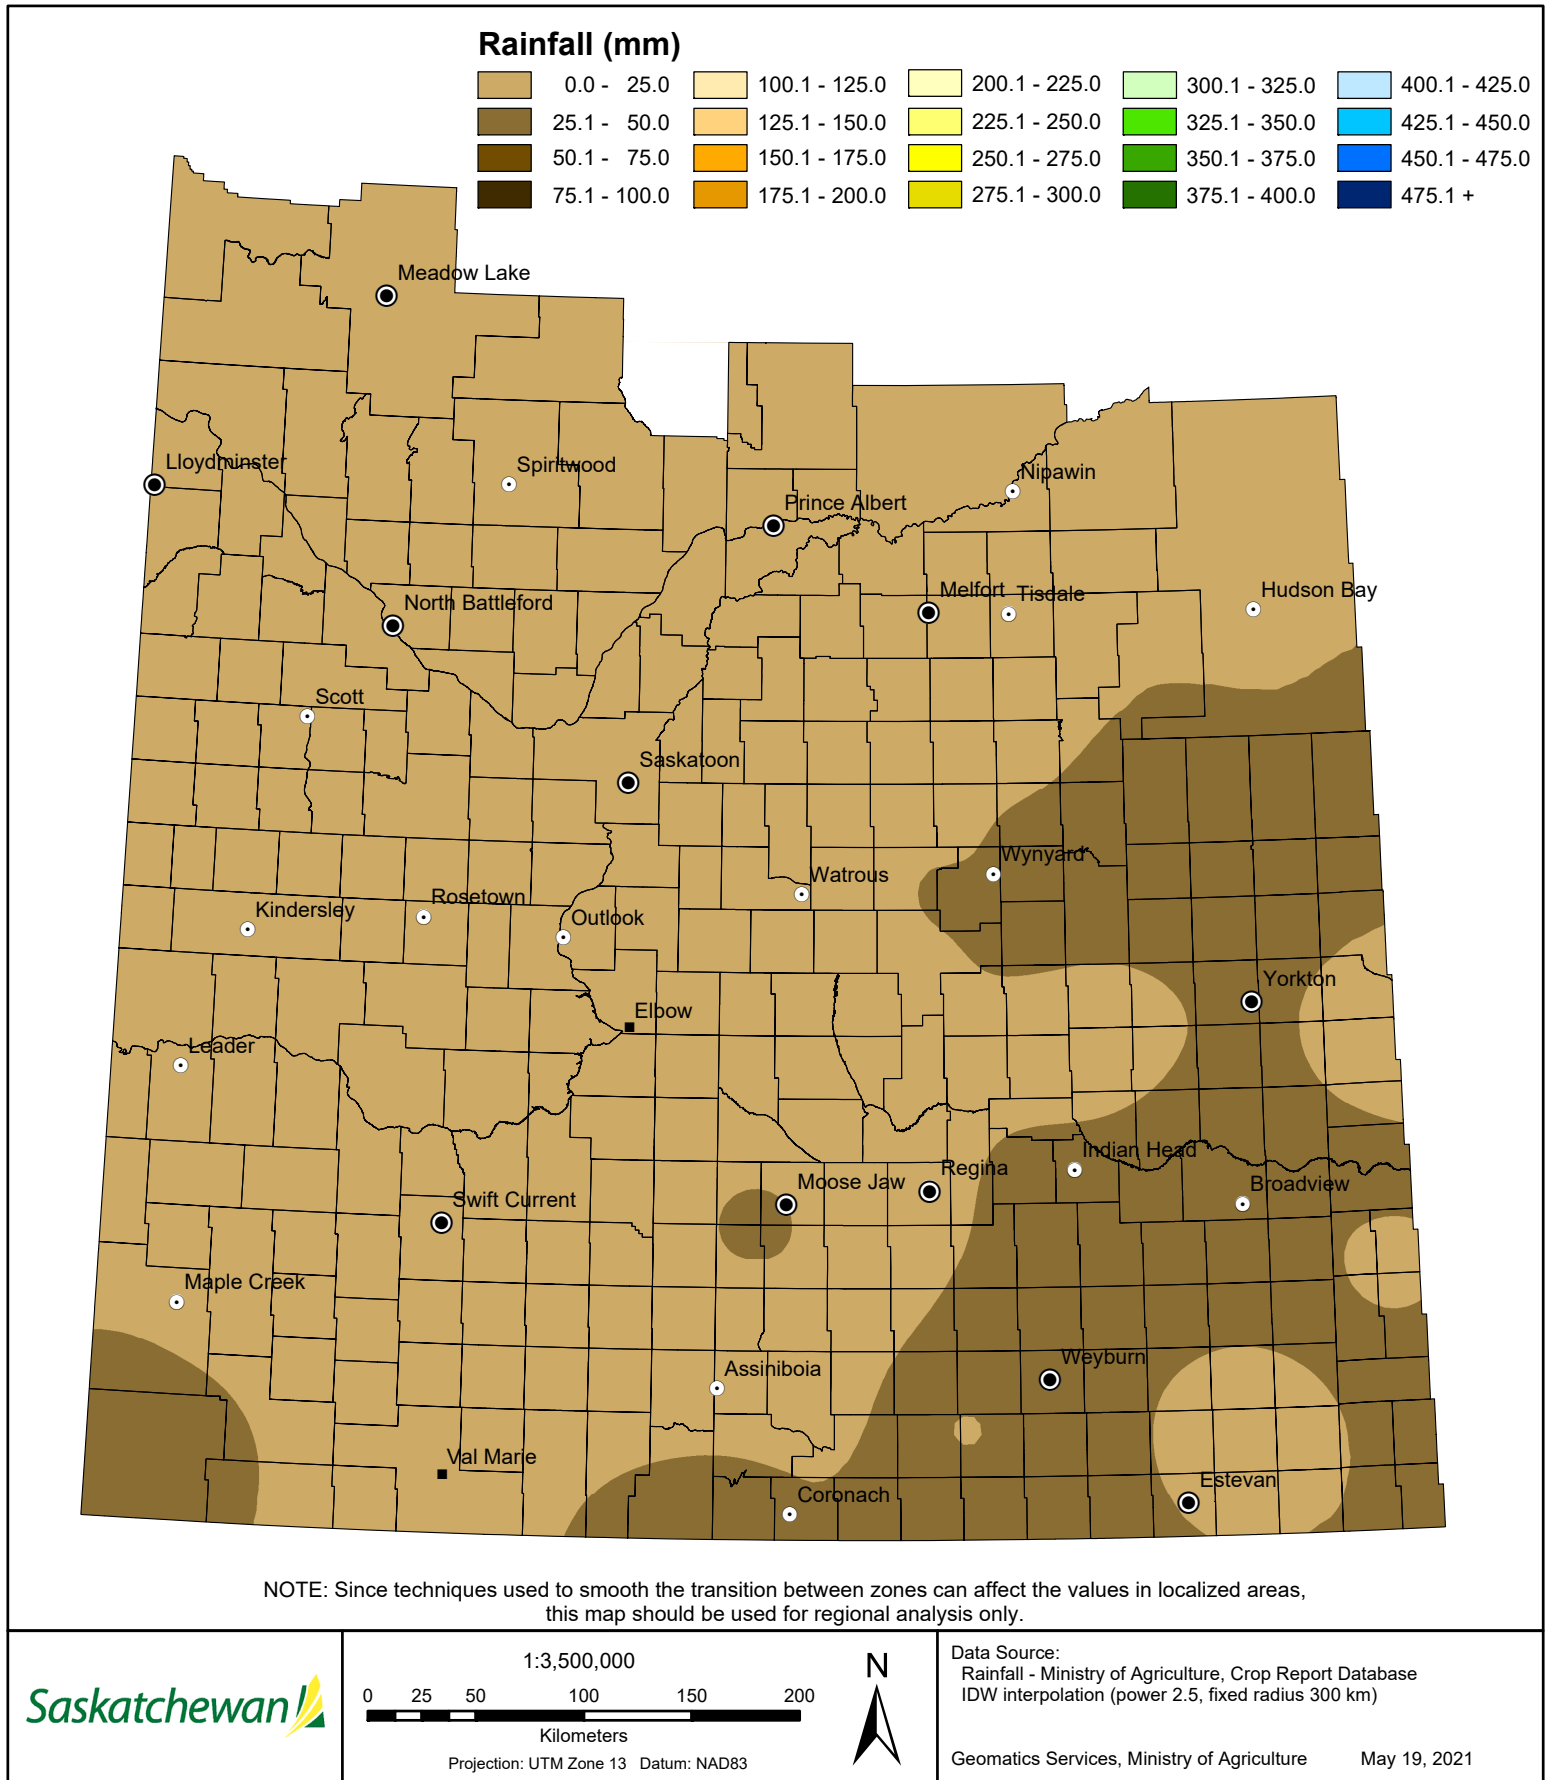 Rainfall (mm)
0.0 - 25.0
25.1 - 50.0
50.1 - 75.0
75.1 - 100.0
100.1 - 125.0
125.1 - 150.0
150.1 - 175.0
175.1 - 200.0
200.1 - 225.0
225.1 - 250.0
250.1 - 275.0
275.1 - 300.0
300.1 - 325.0
325.1 - 350.0
350.1 - 375.0
375.1 - 400.0
400.1 - 425.0
425.1 - 450.0
450.1 - 475.0
475.1 +
Meadow Lake
Lloydminster
Spiritwood
Nipawin
Prince Albert
Hudson Bay
Melfort
Tisdale
North Battleford
Scott
Saskatoon
Wynyard
Watrous
Rosetown
Kindersley
Outlook
Yorkton
Elbow
Leader
Indian Head
Regina
Moose Jaw
Broadview
Swift Current
Maple Creek
Weyburn
Assiniboia
Val Marie
Estevan
Coronach
NOTE: Since techniques used to smooth the transition between zones can affect the values in localized areas,
this map should be used for regional analysis only.
Saskatchewan
1:3,500,000
0 25 50 100 150 200
Kilometers
Projection: UTM Zone 13 Datum: NAD83
N
Data Source:
Rainfall - Ministry of Agriculture, Crop Report Database
IDW interpolation (power 2.5, fixed radius 300 km)
Geomatics Services, Ministry of Agriculture May 19, 2021